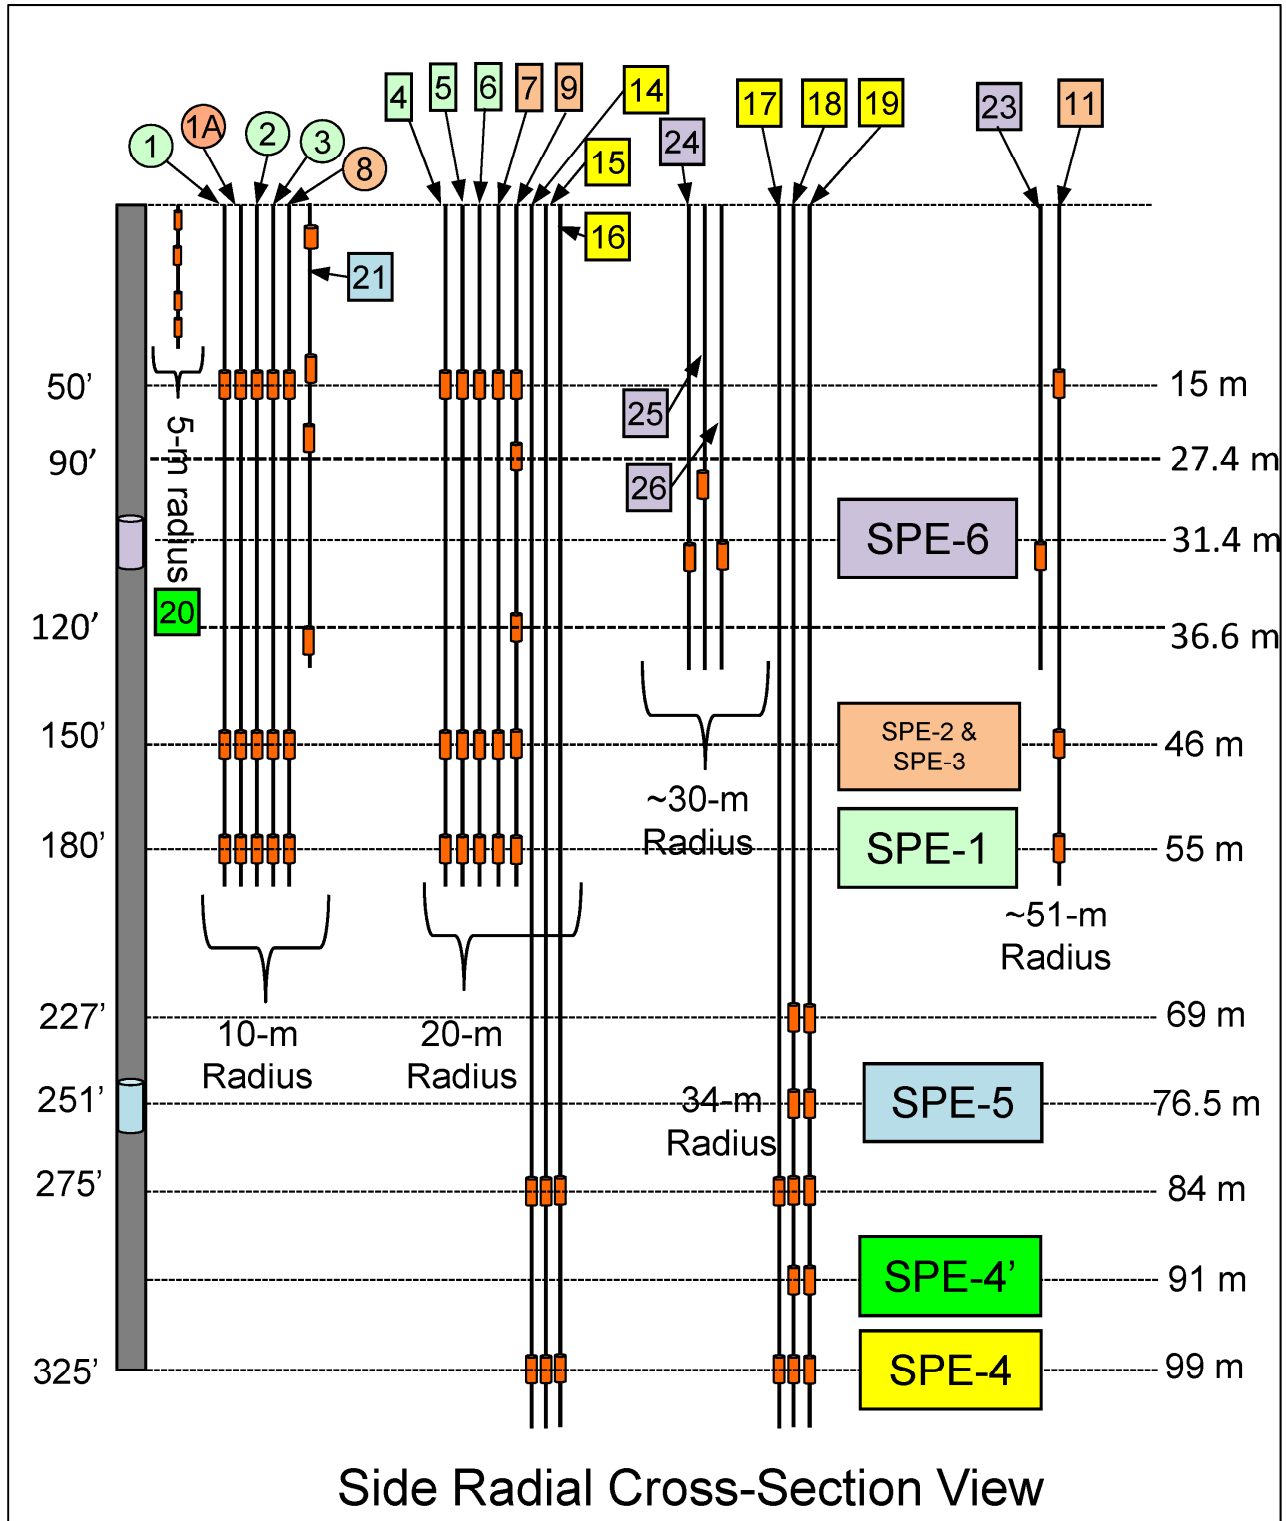 4
5
6
7
9
14
17
18
19
23
11
1
1A
2
3
8
24
15
16
21
50’
15 m
25
5-m radius
90’
27.4 m
26
SPE-6
31.4 m
20
120’
36.6 m
150’
SPE-2 &
SPE-3
46 m
~30-m
Radius
180’
SPE-1
55 m
~51-m
Radius
227’
69 m
10-m
Radius
20-m
Radius
251’
34-m
Radius
SPE-5
76.5 m
275’
84 m
SPE-4’
91 m
325’
SPE-4
99 m
Side Radial Cross-Section View